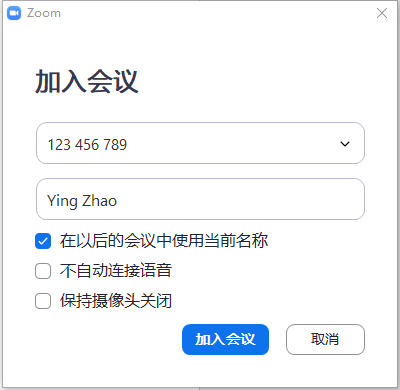 Zoom
加入会议
123 456 789
Ying Zhao
在以后的会议中使用当前名称
不自动连接语音
保持摄像头关闭
加入会议 取消